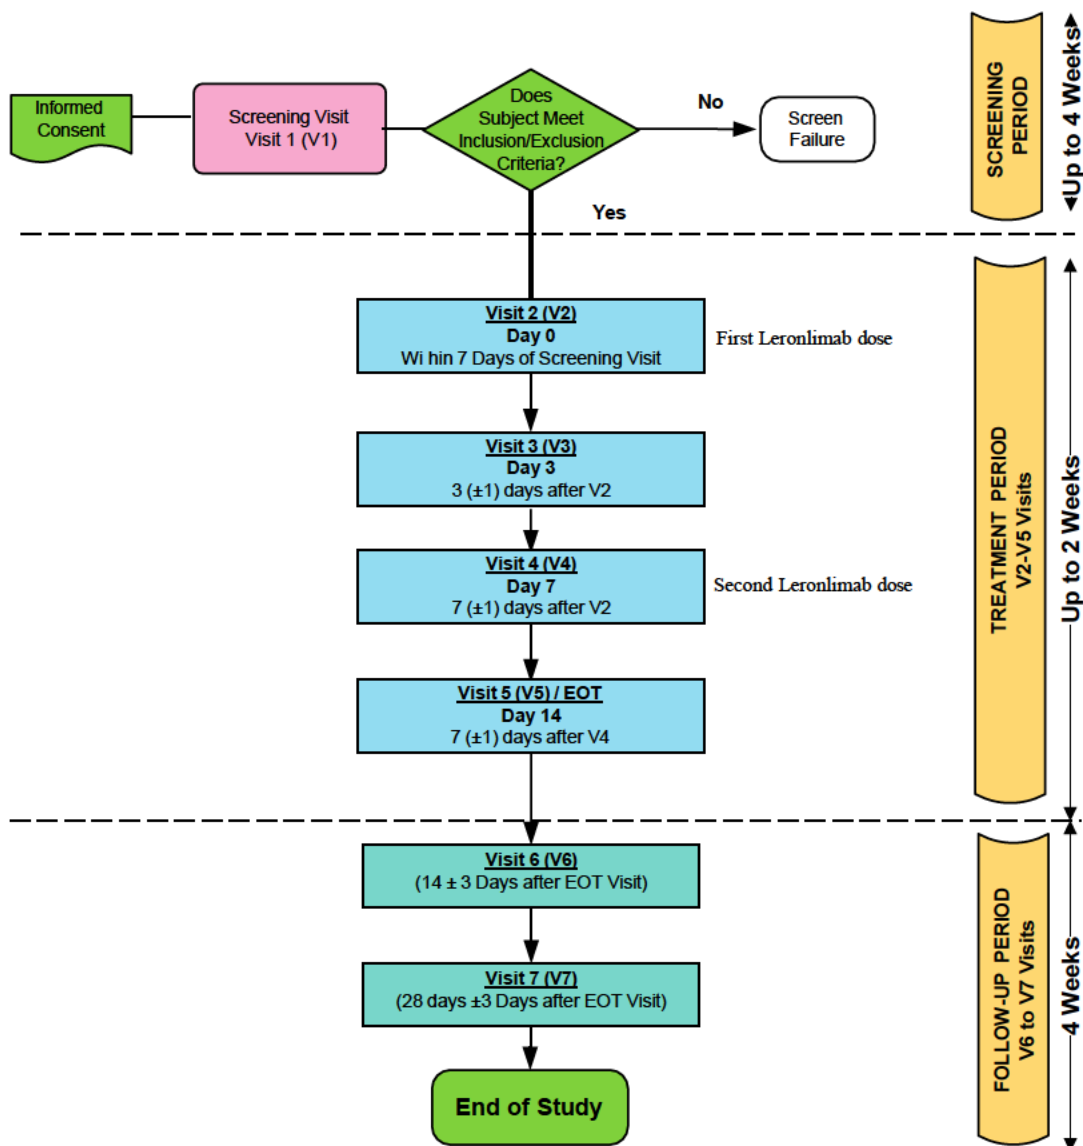 Informed
Consent
Screening Visit
Visit 1 (V1)
Does
Subject Meet
Inclusion/Exclusion
Criteria?
No
Screen
Failure
Yes
SCREENING
PERIOD
Up to 4 Weeks
Visit 2 (V2)
Day 0
Wi hin 7 Days of Screening Visit
First Leronlimab dose
Visit 3 (V3)
Day 3
3 (±1) days after V2
Visit 4 (V4)
Day 7
7 (±1) days after V2
Second Leronlimab dose
Visit 5 (V5) / EOT
Day 14
7 (±1) days after V4
TREATMENT PERIOD
V2-V5 Visits
Up to 2 Weeks
Visit 6 (V6)
(14 ± 3 Days after EOT Visit)
Visit 7 (V7)
(28 days ±3 Days after EOT Visit)
End of Study
FOLLOW-UP PERIOD
V6 to V7 Visits
4 Weeks